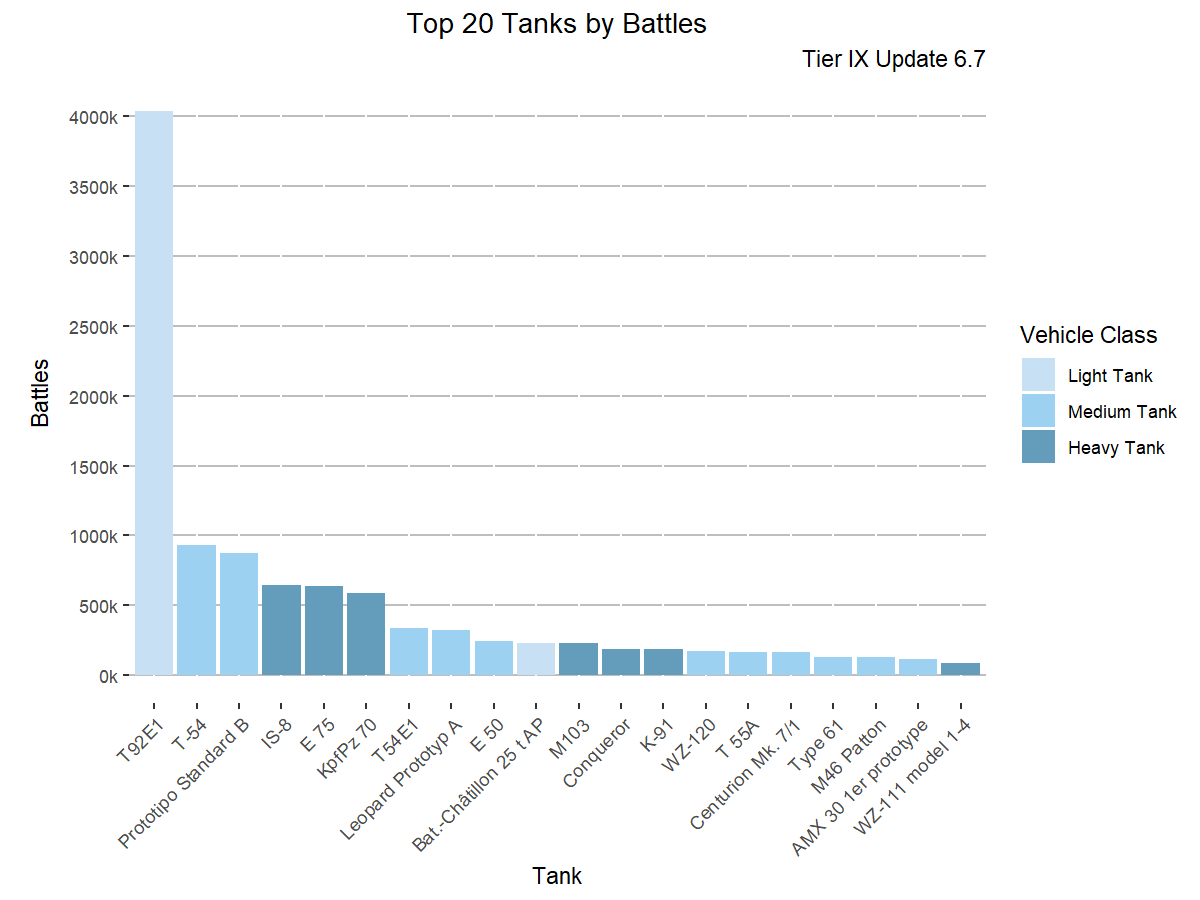 Top 20 Tanks by Battles
Tier IX Update 6.7
4000k
3500k
3000k
2500k
2000k
1500k
1000k
500k
0k
Battles
T92E1
T-54
Prototipo Standard B
IS-8
E 75
KpfPz 70
T54E1
Leopard Prototyp A
E 50
Bat.-Châtillon 25 t AP
M103
Conqueror
K-91
WZ-120
T 55A
Centurion Mk. 7/1
Type 61
M46 Patton
AMX 30 1er prototype
WZ-111 model 1-4
Tank
Vehicle Class
Light Tank
Medium Tank
Heavy Tank